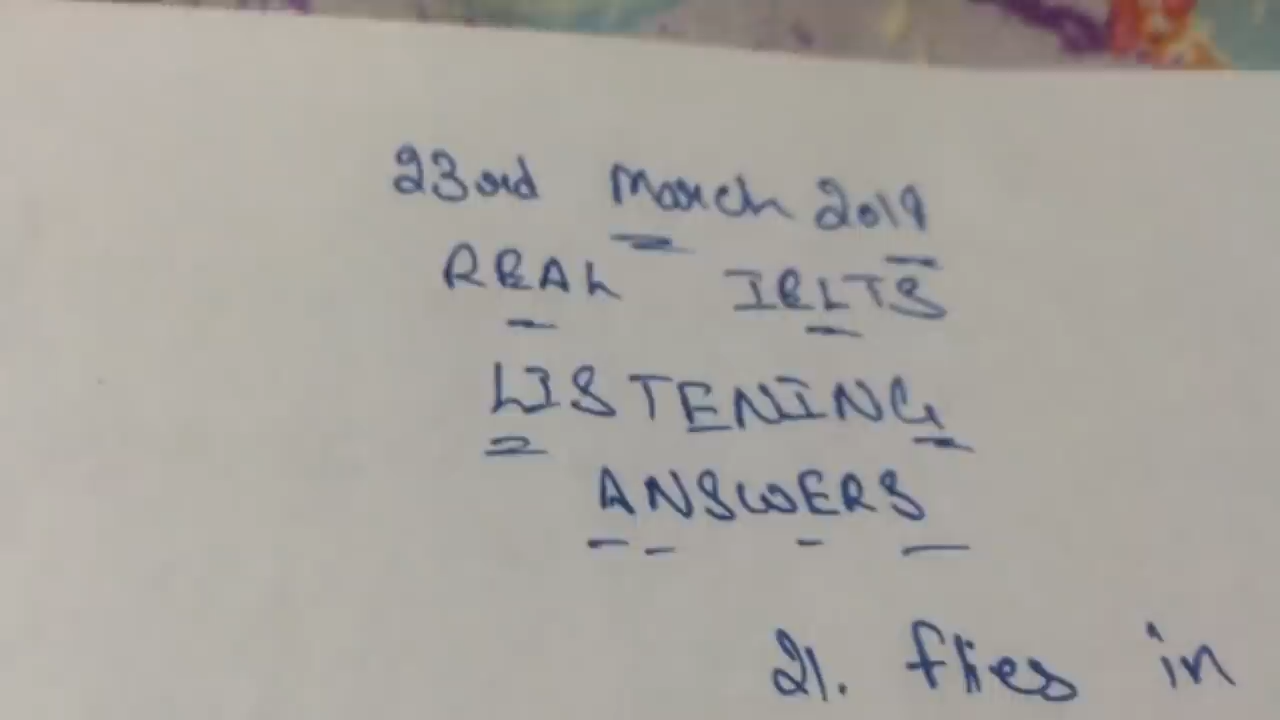 23rd March 2019
REAL IELTS
LISTENING
ANSWERS
21. flies in